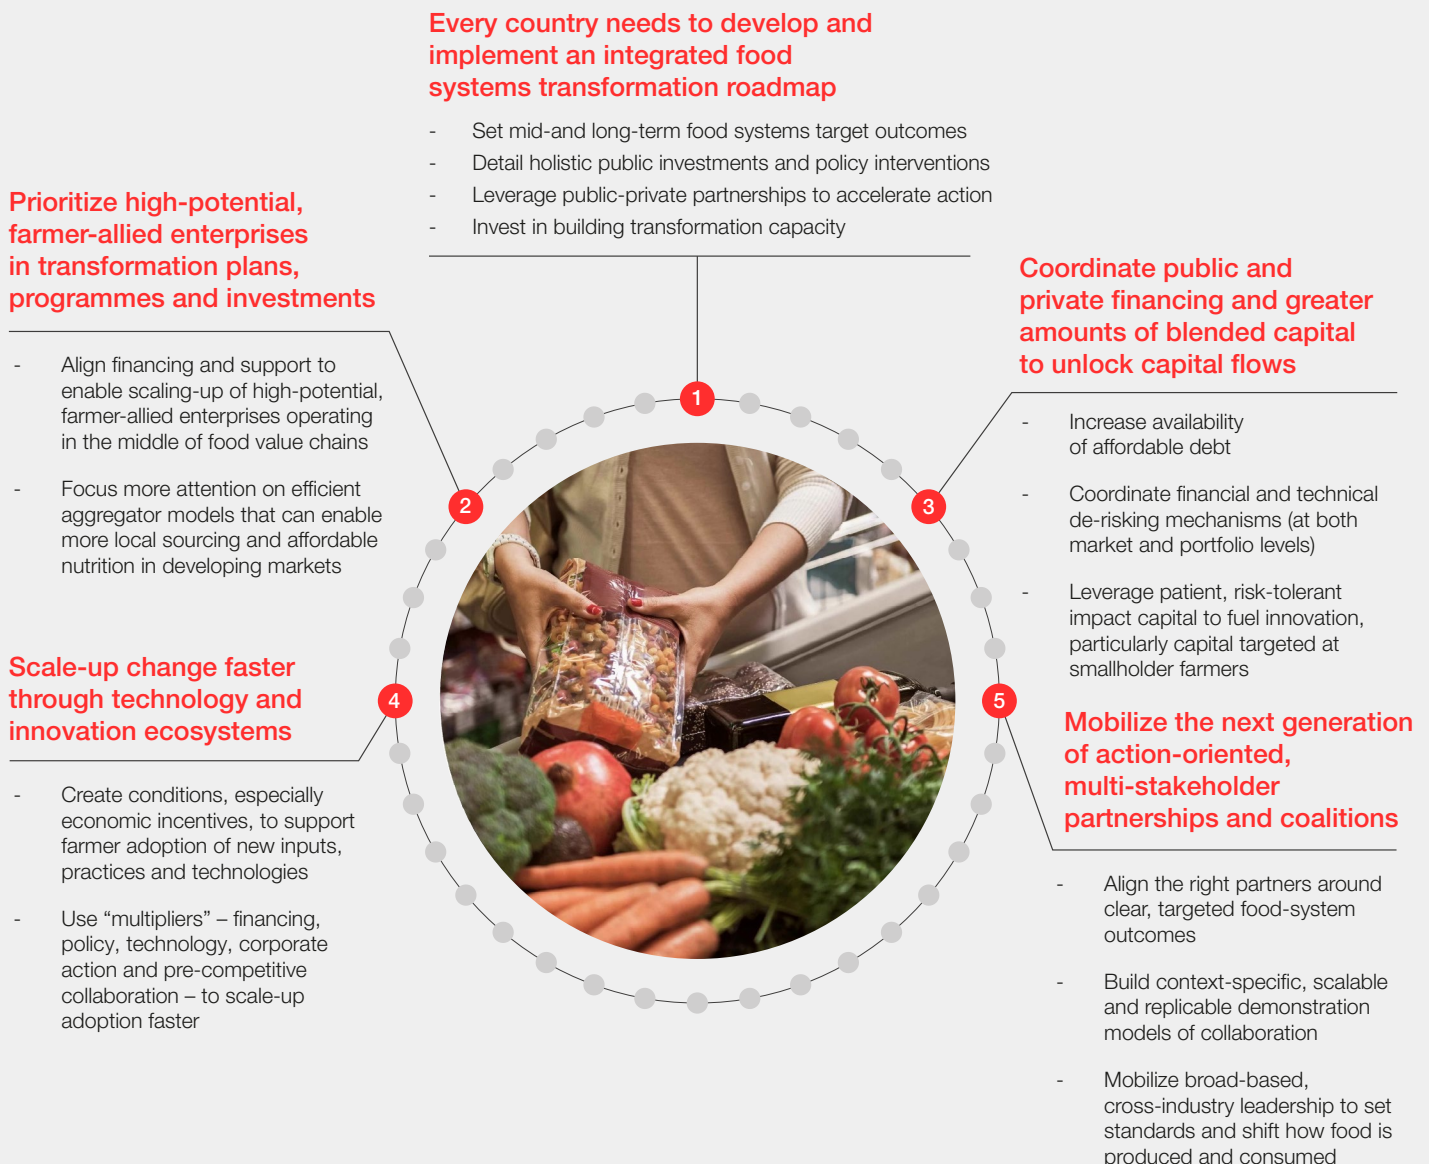 Every country needs to develop and
implement an integrated food
systems transformation roadmap
- Set mid-and long-term food systems target outcomes
- Detail holistic public investments and policy interventions
- Leverage public-private partnerships to accelerate action
- Invest in building transformation capacity
1
Prioritize high-potential,
farmer-allied enterprises
in transformation plans,
programmes and investments
- Align financing and support to
enable scaling-up of high-potential,
farmer-allied enterprises operating
in the middle of food value chains
- Focus more attention on efficient
aggregator models that can enable
more local sourcing and affordable
nutrition in developing markets
2
Coordinate public and
private financing and greater
amounts of blended capital
to unlock capital flows
- Increase availability
of affordable debt
- Coordinate financial and technical
de-risking mechanisms (at both
market and portfolio levels)
- Leverage patient, risk-tolerant
impact capital to fuel innovation,
particularly capital targeted at
smallholder farmers
3
Scale-up change faster
through technology and
innovation ecosystems
- Create conditions, especially
economic incentives, to support
farmer adoption of new inputs,
practices and technologies
- Use “multipliers” – financing,
policy, technology, corporate
action and pre-competitive
collaboration – to scale-up
adoption faster
4
Mobilize the next generation
of action-oriented,
multi-stakeholder
partnerships and coalitions
- Align the right partners around
clear, targeted food-system
outcomes
- Build context-specific, scalable
and replicable demonstration
models of collaboration
- Mobilize broad-based,
cross-industry leadership to set
standards and shift how food is
produced and consumed
5